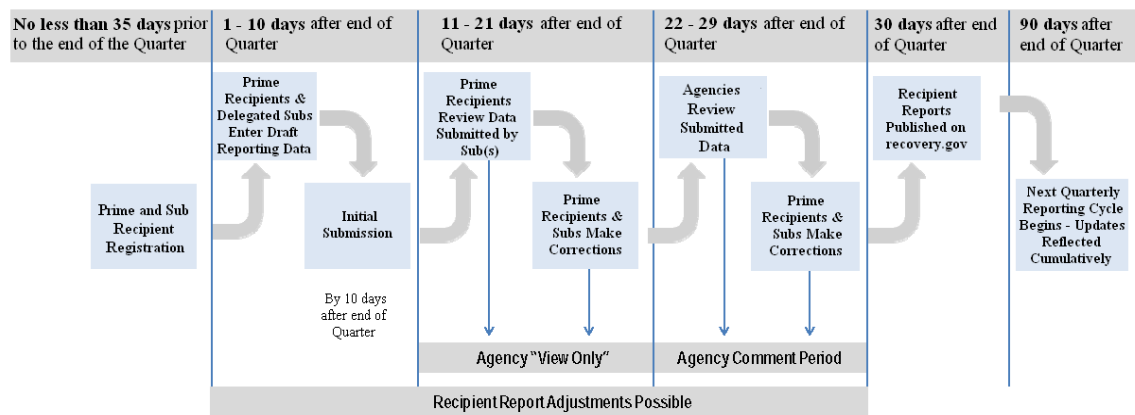 No less than 35 days prior
to the end of the Quarter
1 - 10 days after end of
Quarter
11 - 21 days after end of
Quarter
22 - 29 days after end of
Quarter
30 days after
end of Quarter
90 days after
end of Quarter
Prime
Recipients &
Delegated Subs
Enter Draft
Reporting Data
Prime
Recipients
Review Data
Submitted by
Sub(s)
Agencies
Review
Submitted
Data
Recipient
Reports
Published on
recovery.gov
Prime and Sub
Recipient
Registration
Initial
Submission
Prime
Recipients &
Subs Make
Corrections
Prime
Recipients &
Subs Make
Corrections
Next Quarterly
Reporting Cycle
Begins - Updates
Reflected
Cumulatively
By 10 days
after end of
Quarter
Agency “View Only”
Agency Comment Period
Recipient Report Adjustments Possible